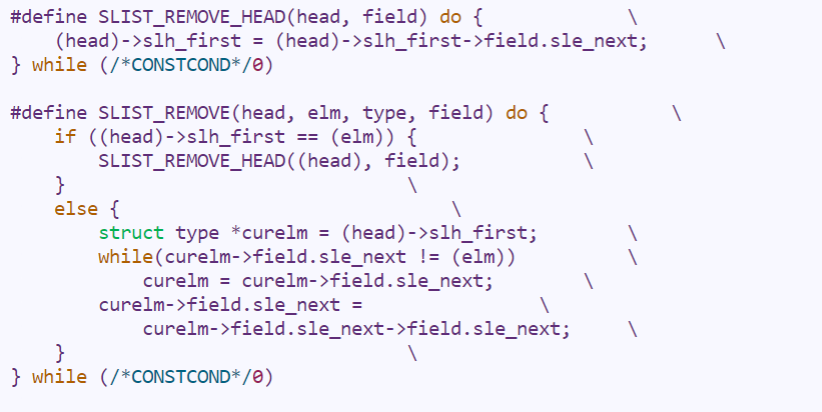 #define SLIST_REMOVE_HEAD(head, field) do {                \
    (head)->slh_first = (head)->slh_first->field.sle_next;        \
} while (/*CONSTCOND*/0)

#define SLIST_REMOVE(head, elm, type, field) do {            \
    if ((head)->slh_first == (elm)) {                \
        SLIST_REMOVE_HEAD((head), field);            \
    }                                \
    else {                                \
        struct type *curelm = (head)->slh_first;        \
        while(curelm->field.sle_next != (elm))            \
            curelm = curelm->field.sle_next;        \
        curelm->field.sle_next =                \
            curelm->field.sle_next->field.sle_next;        \
    }                                \
} while (/*CONSTCOND*/0)